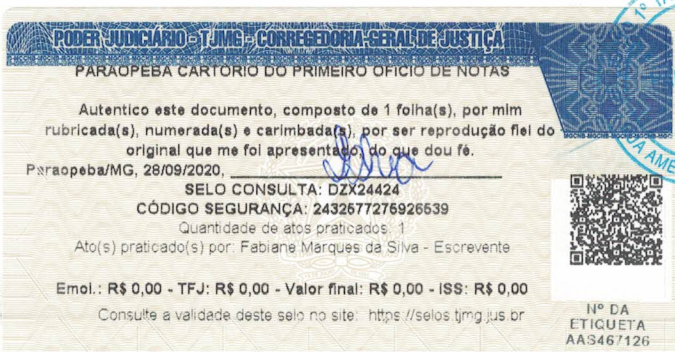 PODER JUDICIÁRIO - TJMG - CORREGEDORIA-GERAL DE JUSTIÇA
PARAOPEBA CARTÓRIO DO PRIMEIRO OFÍCIO DE NOTAS
Autentico este documento, composto de 1 folha(s), por mim
rubricada(s), numerada(s) e carimbada(s), por ser reprodução fiel do
original que me foi apresentado, do que dou fé.
Paraopeba/MG, 28/09/2020,
SELO CONSULTA: DZX24424
CÓDIGO SEGURANÇA: 2432577276926539
Quantidade de atos praticados: 1
Ato(s) praticado(s) por: Fabiane Marques da Silva - Escrevente
Emol.: R$ 0,00 - TFJ: R$ 0,00 - Valor final: R$ 0,00 - ISS: R$ 0,00
Consulte a validade deste selo no site: https://selos.tjmg.jus.br
Nº DA
ETIQUETA
AAS467126